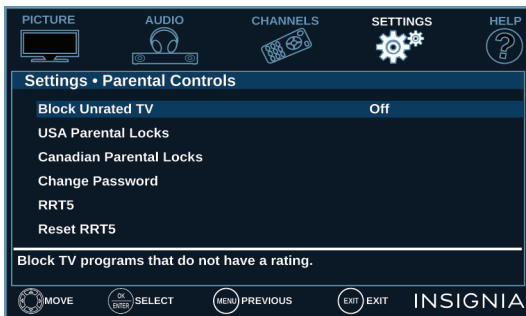 PICTURE AUDIO CHANNELS SETTINGS HELP
Settings • Parental Controls
Block Unrated TV Off
USA Parental Locks
Canadian Parental Locks
Change Password
RRT5
Reset RRT5
Block TV programs that do not have a rating.
MOVE OK ENTER SELECT MENU PREVIOUS EXIT EXIT INSIGNIA